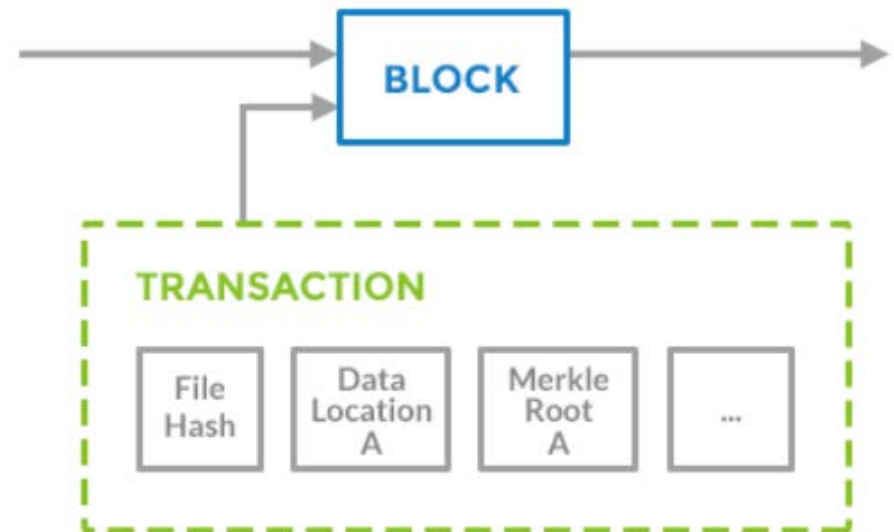 BLOCK
TRANSACTION
File
Hash
Data
Location
A
Merkle
Root
A
...